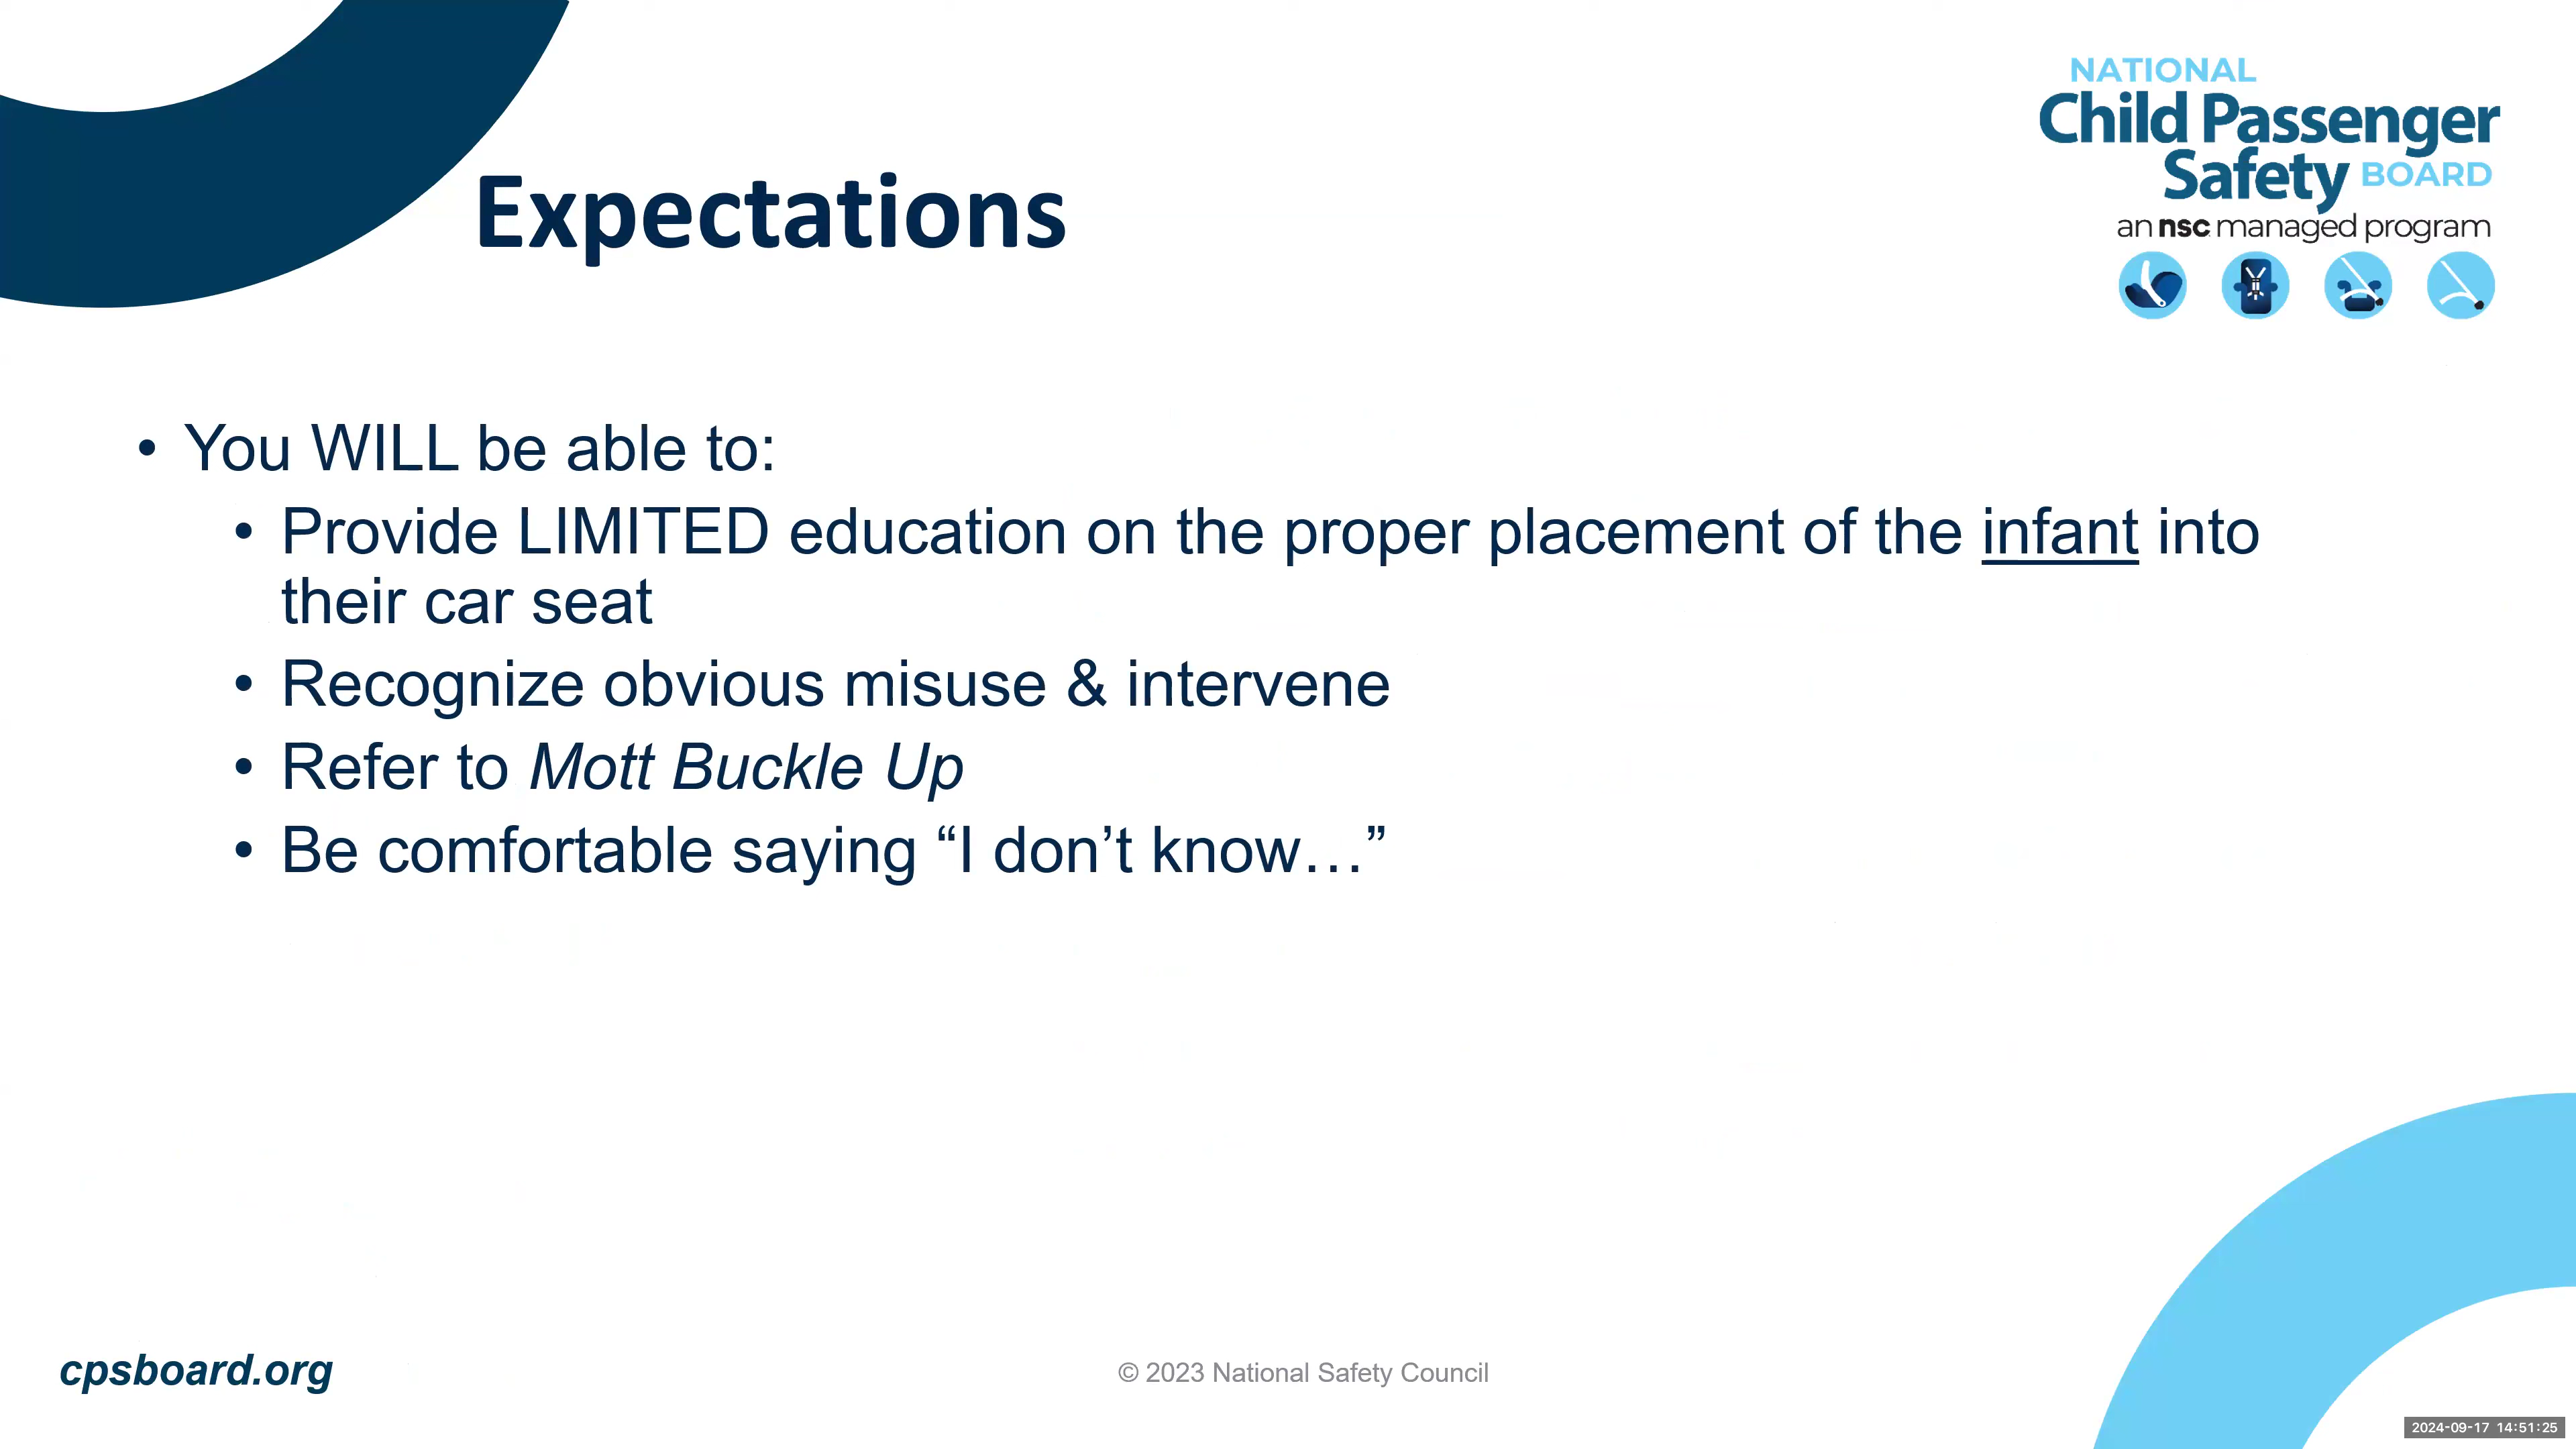 NATIONAL
Child Passenger
Safety BOARD
an nsc managed program
Expectations
• You WILL be able to:
• Provide LIMITED education on the proper placement of the infant into
their car seat
• Recognize obvious misuse & intervene
• Refer to Mott Buckle Up
• Be comfortable saying “I don’t know…”
cpsboard.org
© 2023 National Safety Council
2024-09-17 14:51:25